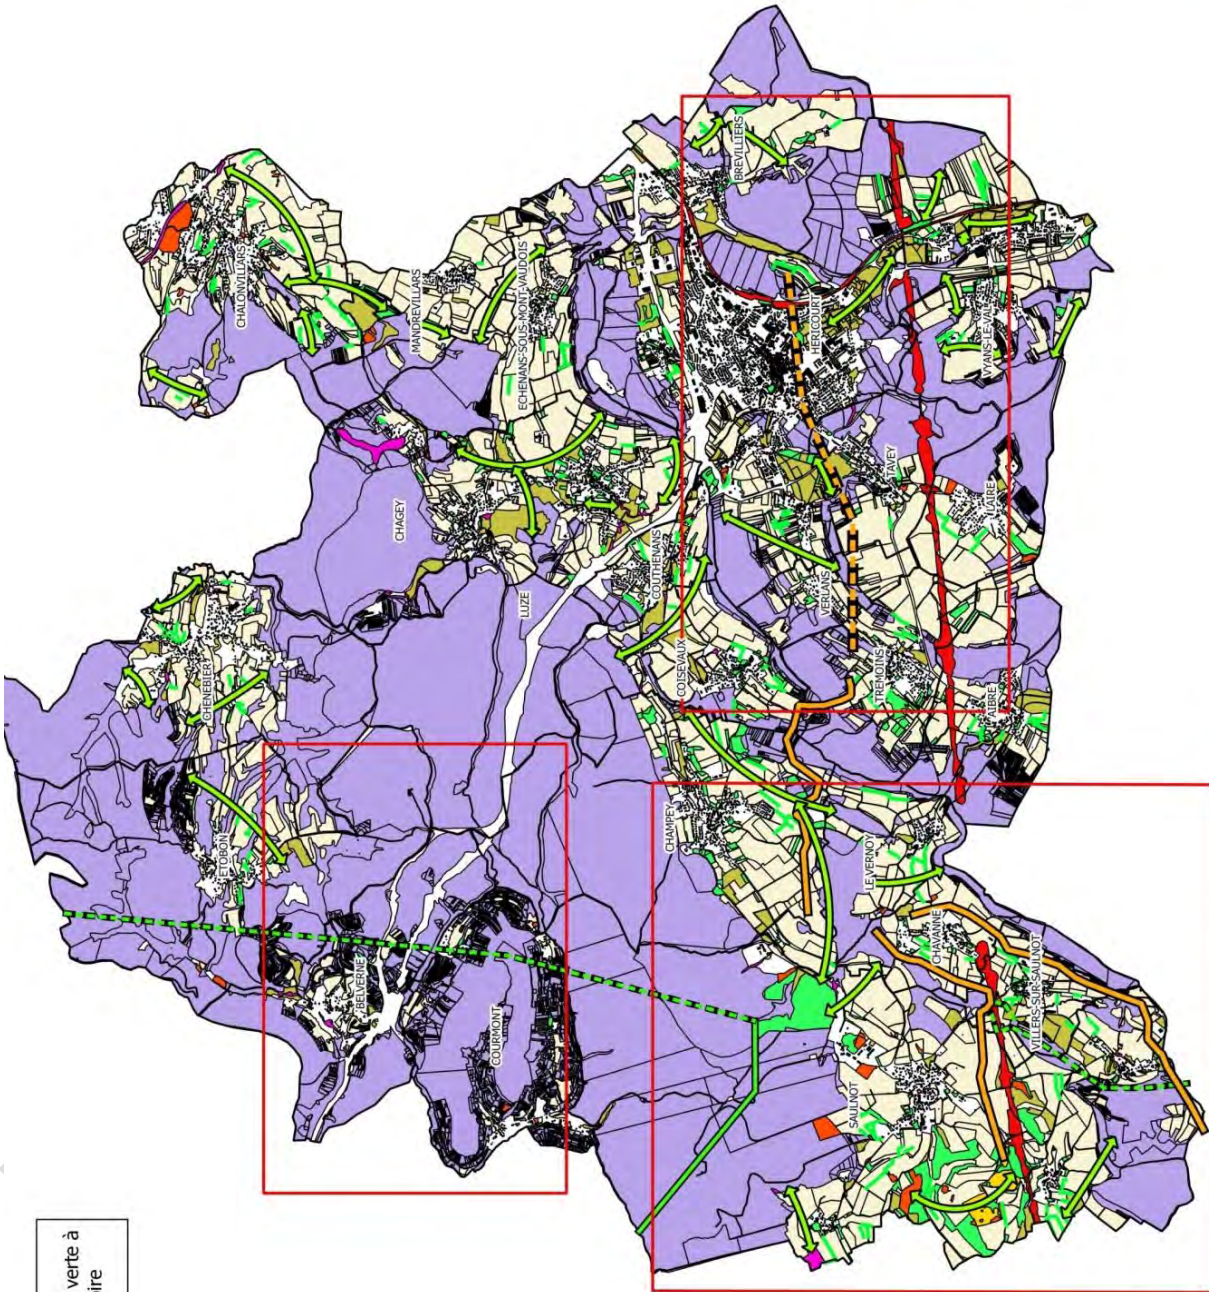 verte à
ire
ETOBON
CHENEBIER
BELVERNE
COURMONT
CHAGEY
LUZE
CHALONVILLARS
MANDREVILLARS
ECHENANS-SOUS-MONT-VAUDOIS
BREVILLIERS
COUTHENANS
COISEVAUX
CHAMPEY
VERLANS
TREMOINS
HERICOURT
TAVEY
LAIRE
AIBRE
VYANS-LE-VAL
LE VERNOY
CHAVANNE
SAULNOT
VILLERS-SUR-SAULNOT